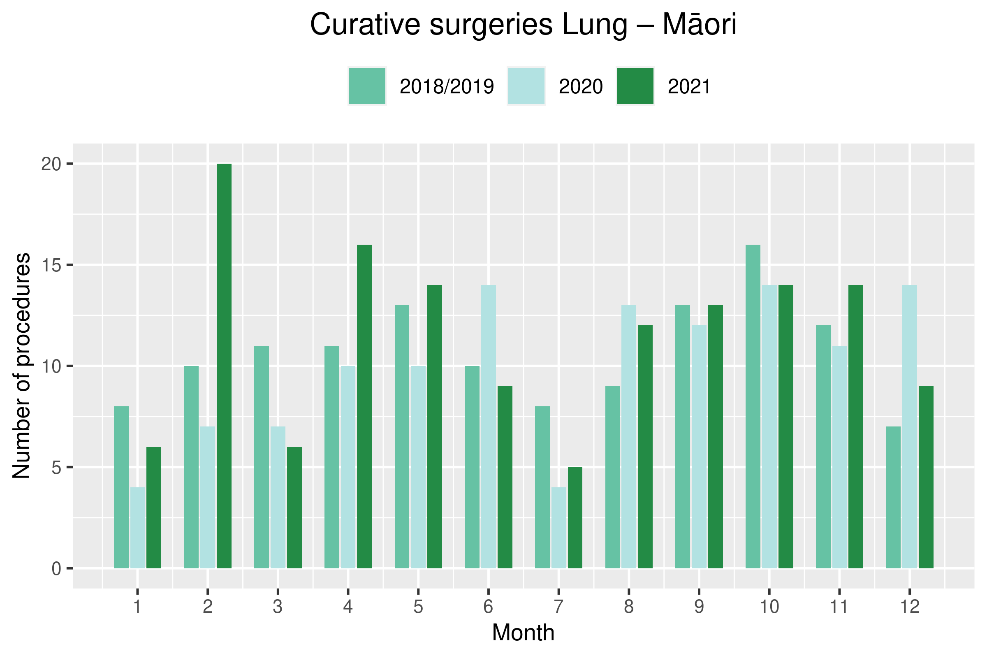 Curative surgeries Lung – Māori
2018/2019 2020 2021
20
15
10
5
0
Number of procedures
1 2 3 4 5 6 7 8 9 10 11 12
Month